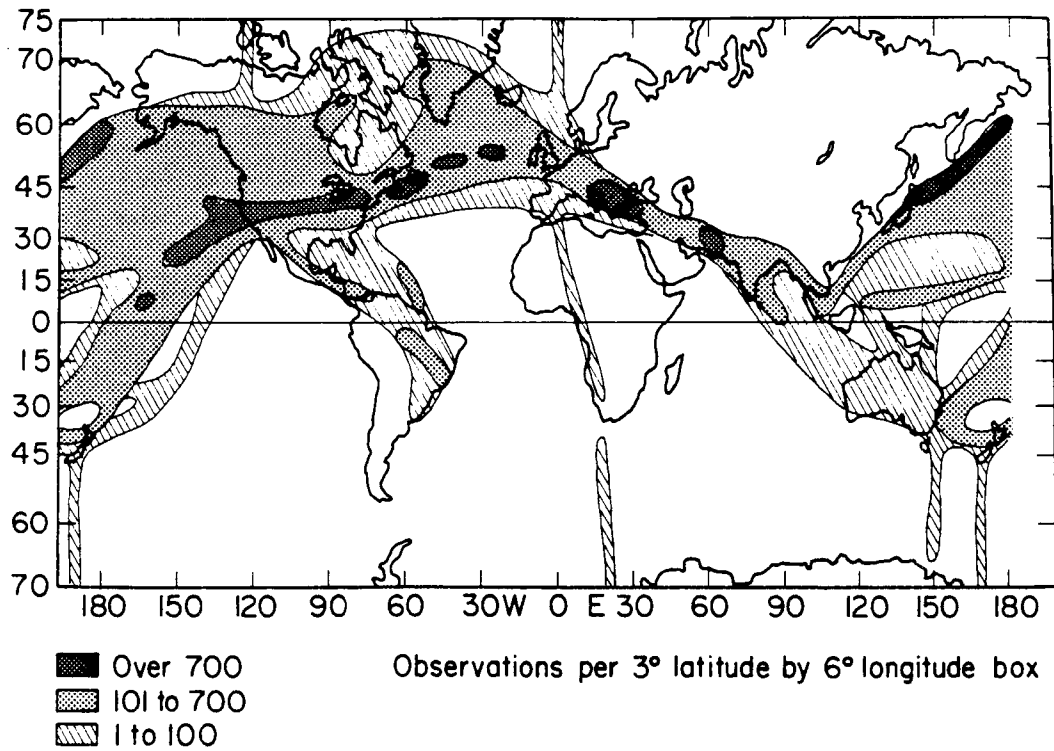 75
70
60
45
30
15
0
15
30
45
60
70
180 150 120 90 60 30W 0 E 30 60 90 120 150 180
Over 700
101 to 700
1 to 100
Observations per 3° latitude by 6° longitude box